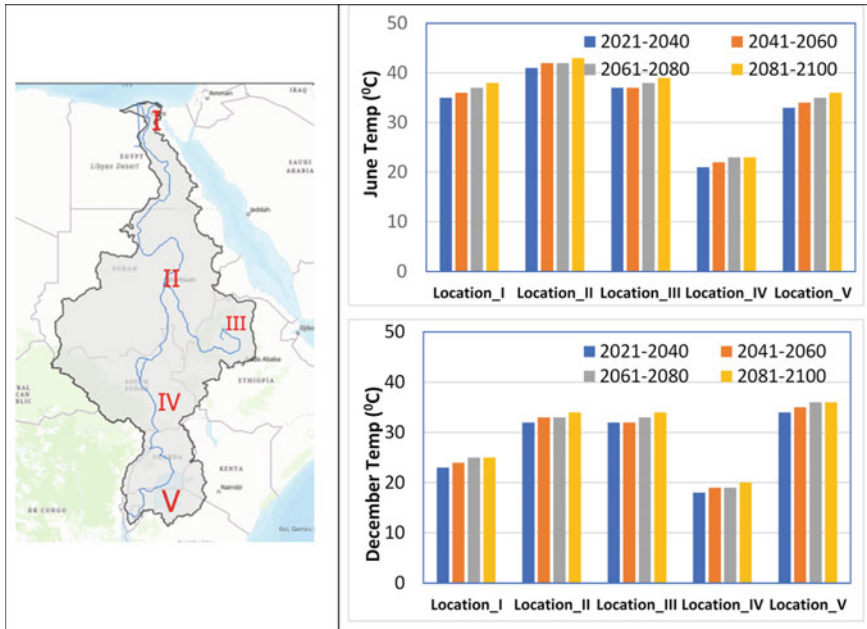 Amman
IRAQ
I
EGYPT
Libyan Desert
SAUDI
ARABIA
Jeddah
SUDAN
II
Khartoum
III
Addis Ababa
SOUTH
SUDAN
ETHIOPIA
IV
UGANDA
KENYA
V
Nairobi
DR CONGO
June Temp (⁰C)
50
40
30
20
10
0
2021-2040
2041-2060
2061-2080
2081-2100
Location_I
Location_II
Location_III
Location_IV
Location_V
December Temp (⁰C)
50
40
30
20
10
0
2021-2040
2041-2060
2061-2080
2081-2100
Location_I
Location_II
Location_III
Location_IV
Location_V